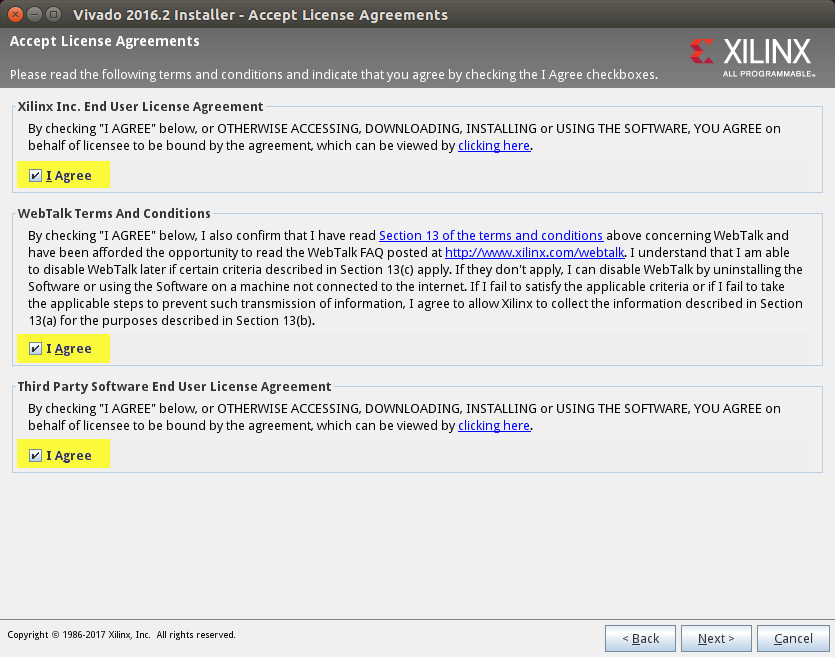 Vivado 2016.2 Installer - Accept License Agreements
Accept License Agreements
XILINX
ALL PROGRAMMABLE™
Please read the following terms and conditions and indicate that you agree by checking the I Agree checkboxes.
Xilinx Inc. End User License Agreement
By checking "I AGREE" below, or OTHERWISE ACCESSING, DOWNLOADING, INSTALLING or USING THE SOFTWARE, YOU AGREE on
behalf of licensee to be bound by the agreement, which can be viewed by clicking here.
I Agree
WebTalk Terms And Conditions
By checking "I AGREE" below, I also confirm that I have read Section 13 of the terms and conditions above concerning WebTalk and
have been afforded the opportunity to read the WebTalk FAQ posted at http://www.xilinx.com/webtalk. I understand that I am able
to disable WebTalk later if certain criteria described in Section 13(c) apply. If they don't apply, I can disable WebTalk by uninstalling the
Software or using the Software on a machine not connected to the internet. If I fail to satisfy the applicable criteria or if I fail to take
the applicable steps to prevent such transmission of information, I agree to allow Xilinx to collect the information described in Section
13(a) for the purposes described in Section 13(b).
I Agree
Third Party Software End User License Agreement
By checking "I AGREE" below, or OTHERWISE ACCESSING, DOWNLOADING, INSTALLING or USING THE SOFTWARE, YOU AGREE on
behalf of licensee to be bound by the agreement, which can be viewed by clicking here.
I Agree
Copyright © 1986-2017 Xilinx, Inc. All rights reserved.
< Back
Next >
Cancel